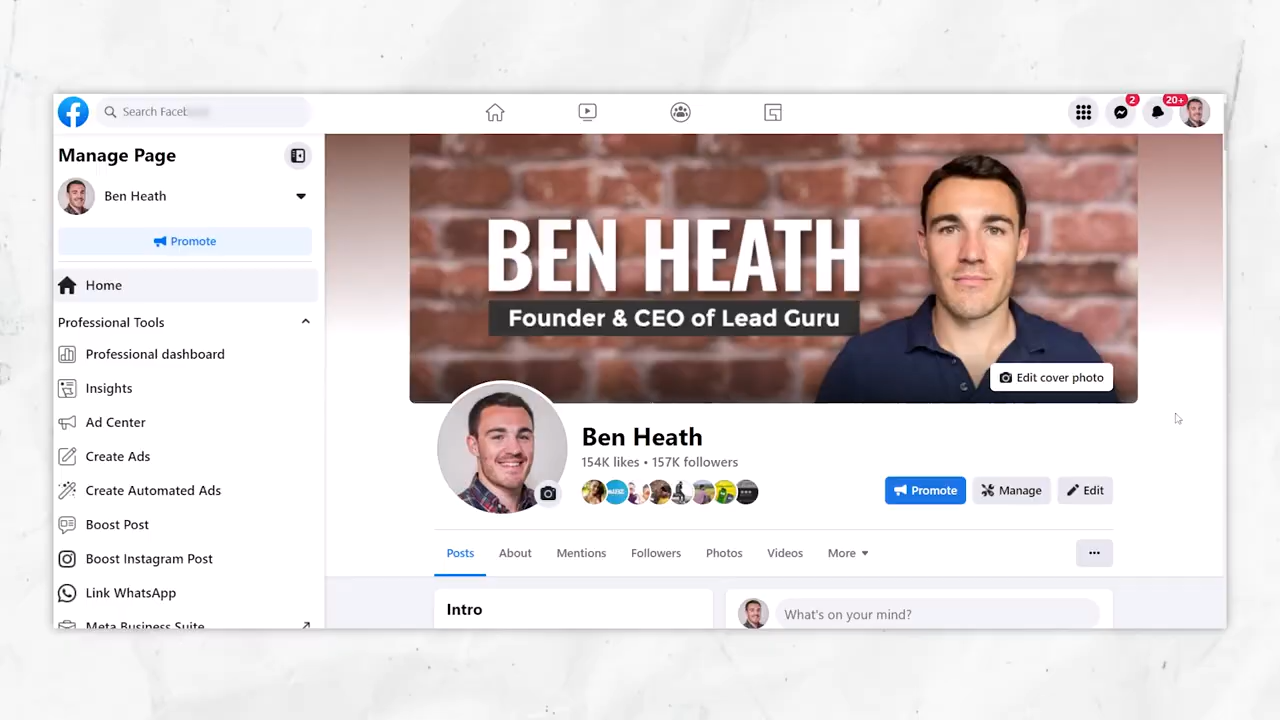 Search Faceb
2
20+
Manage Page
Ben Heath
Promote
Home
Professional Tools
Professional dashboard
Insights
Ad Center
Create Ads
Create Automated Ads
Boost Post
Boost Instagram Post
Link WhatsApp
Meta Business Suite
BEN HEATH
Founder & CEO of Lead Guru
Edit cover photo
Ben Heath
154K likes • 157K followers
Promote
Manage
Edit
Posts
About
Mentions
Followers
Photos
Videos
More
Intro
What's on your mind?